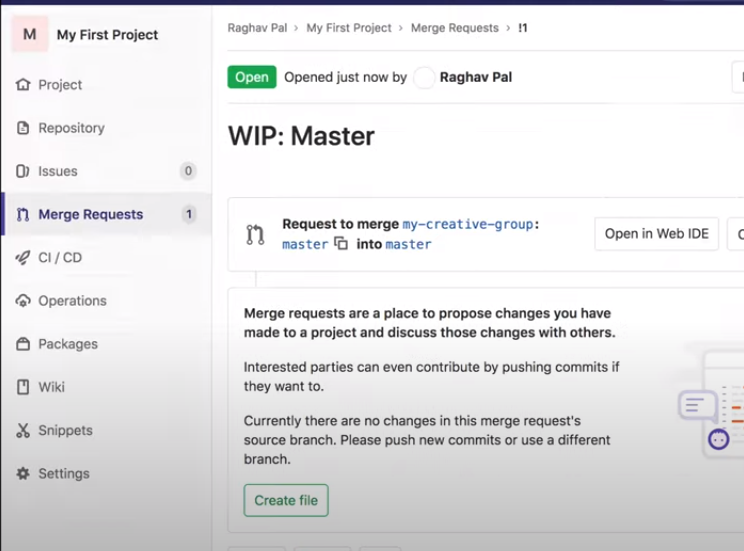 M My First Project
Project
Repository
Issues 0
Merge Requests 1
CI / CD
Operations
Packages
Wiki
Snippets
Settings
Raghav Pal > My First Project > Merge Requests > !1
Open Opened just now by Raghav Pal
WIP: Master
Request to merge my-creative-group:
master into master
Open in Web IDE
Merge requests are a place to propose changes you have
made to a project and discuss those changes with others.
Interested parties can even contribute by pushing commits if
they want to.
Currently there are no changes in this merge request's
source branch. Please push new commits or use a different
branch.
Create file